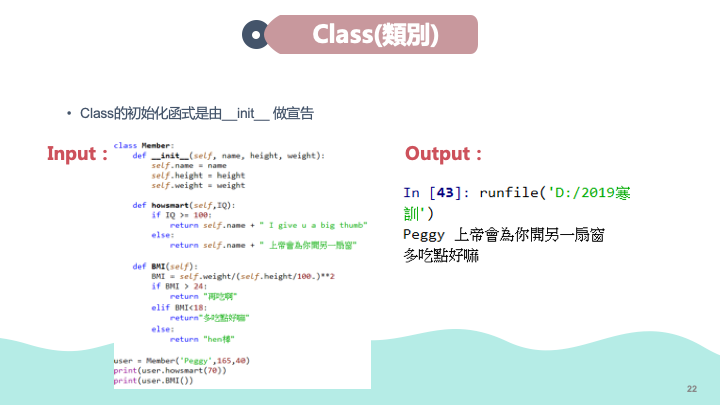 Class(類別)
• Class的初始化函式是由__init__ 做宣告
Input：
class Member:
def __init__(self, name, height, weight):
self.name = name
self.height = height
self.weight = weight
def howsmart(self,IQ):
if IQ >= 100:
return self.name + " I give u a big thumb"
else:
return self.name + " 上帝會為你開另一扇窗"
def BMI(self):
BMI = self.weight/(self.height/100.)**2
if BMI > 24:
return "再吃啊"
elif BMI<18:
return"多吃點好嘛"
else:
return "hen棒"
user = Member('Peggy',165,40)
print(user.howsmart(70))
print(user.BMI())
Output：
In [43]: runfile('D:/2019寒
訓')
Peggy 上帝會為你開另一扇窗
多吃點好嘛
22